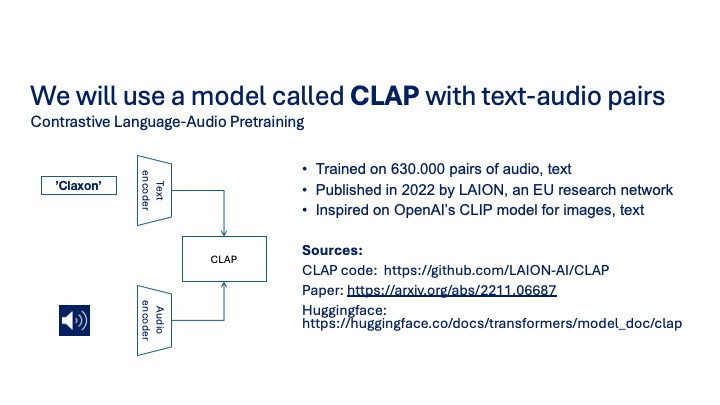 We will use a model called CLAP with text-audio pairs
Contrastive Language-Audio Pretraining
'Claxon'
Text
encoder
CLAP
Audio
encoder
• Trained on 630.000 pairs of audio, text
• Published in 2022 by LAION, an EU research network
• Inspired on OpenAI's CLIP model for images, text
Sources:
CLAP code: https://github.com/LAION-AI/CLAP
Paper: https://arxiv.org/abs/2211.06687
Huggingface:
https://huggingface.co/docs/transformers/model_doc/clap